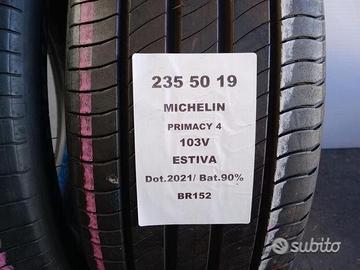 235 50 19
MICHELIN
PRIMACY 4
103V
ESTIVA
Dot.2021/ Bat.90%
BR152
subito